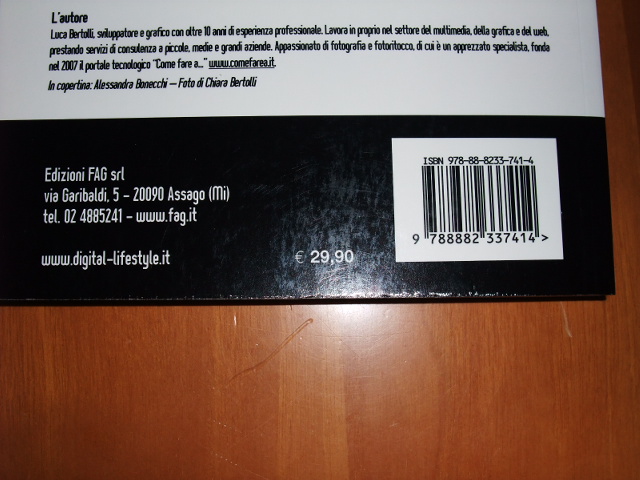 L'autore
Luca Bertolli, sviluppatore e grafico con oltre 10 anni di esperienza professionale. Lavora in proprio nel settore del multimedia, della grafica e del web,
prestando servizi di consulenza a piccole, medie e grandi aziende. Appassionato di fotografia e fotoritocco, di cui è un apprezzato specialista, fonda
nel 2007 il portale tecnologico "Come fare a..." www.comefarea.it.
In copertina: Alessandra Bonecchi – Foto di Chiara Bertolli
Edizioni FAG srl
via Garibaldi, 5 - 20090 Assago (Mi)
tel. 02 4885241 - www.fag.it
www.digital-lifestyle.it
€ 29,90
ISBN 978-88-8233-741-4
9 788882 337414 >